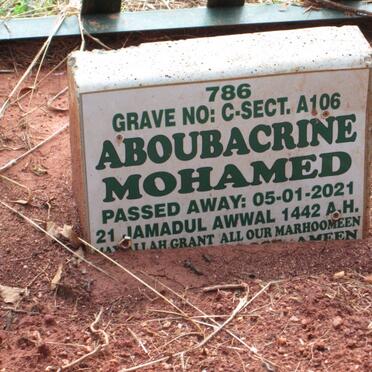 786
GRAVE NO: C-SECT. A106
ABOUBACRINE
MOHAMED
PASSED AWAY: 05-01-2021
21 JAMADUL AWWAL 1442 A.H.
ALLAH GRANT ALL OUR MARHOOMEEN
AMEEN